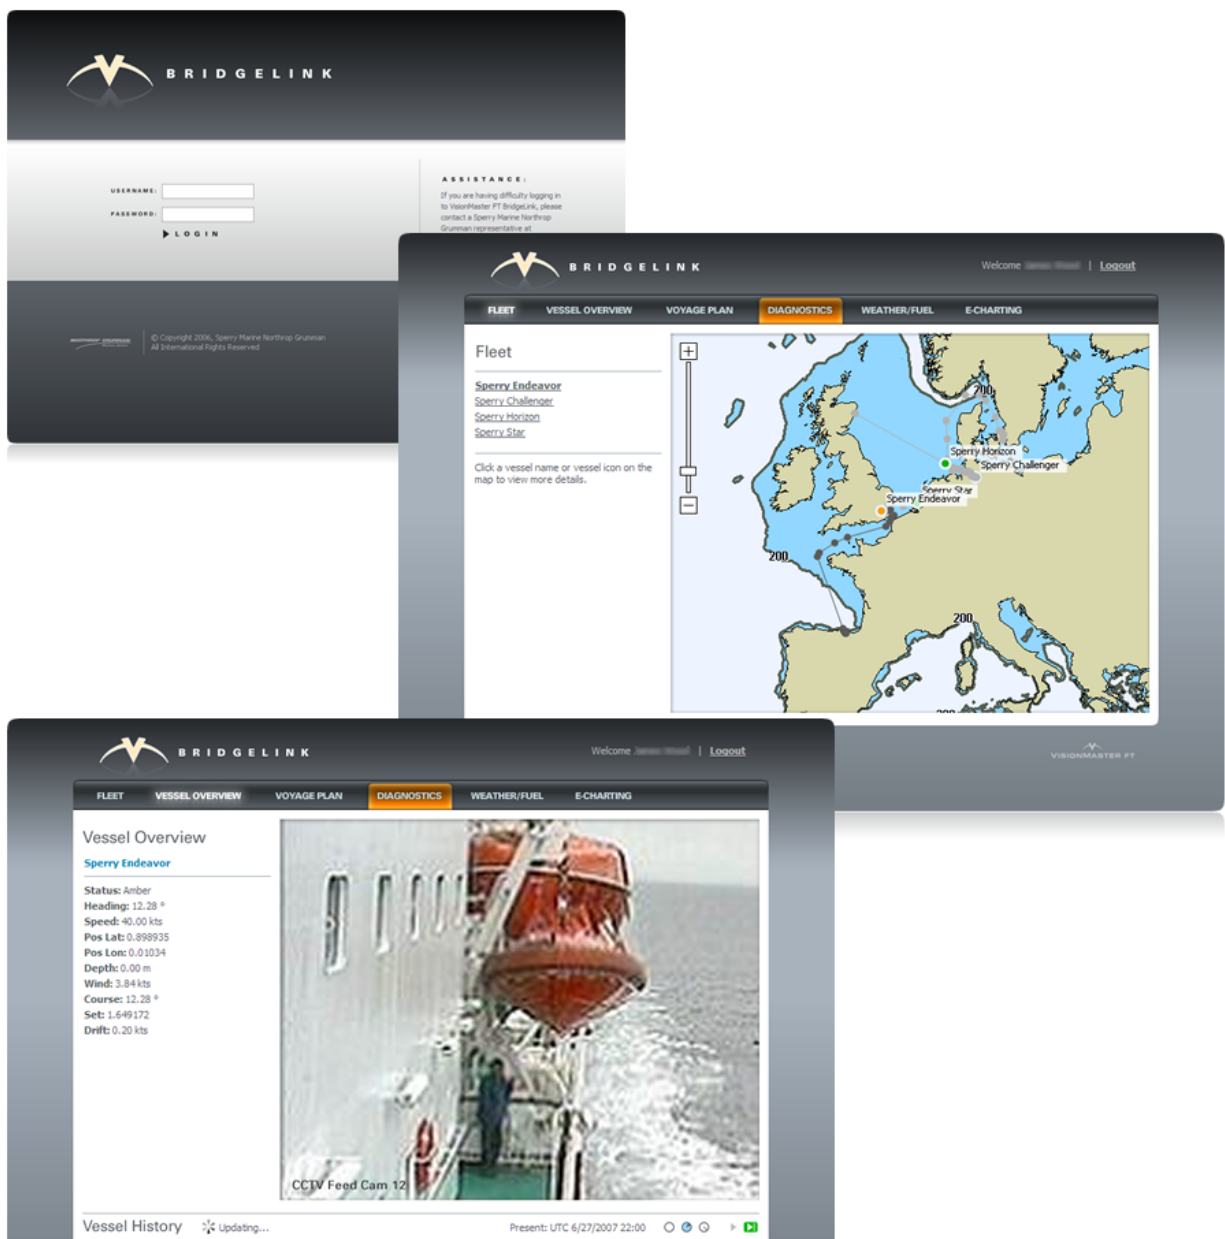 BRIDGELINK
USERNAME:
PASSWORD:
LOGIN
ASSISTANCE:
If you are having difficulty logging in
to VisionMaster FT BridgeLink, please
contact a Sperry Marine Northrop
Grumman representative at
NORTHROP GRUMMAN
© Copyright 2006, Sperry Marine Northrop Grumman
All International Rights Reserved
BRIDGELINK
Welcome | Logout
FLEET VESSEL OVERVIEW VOYAGE PLAN DIAGNOSTICS WEATHER/FUEL E-CHARTING
Fleet
Sperry Endeavor
Sperry Challenger
Sperry Horizon
Sperry Star
Click a vessel name or vessel icon on the
map to view more details.
200
Sperry Horizon
Sperry Challenger
Sperry Star
Sperry Endeavor
200
200
200
VISIONMASTER FT
BRIDGELINK
Welcome | Logout
FLEET VESSEL OVERVIEW VOYAGE PLAN DIAGNOSTICS WEATHER/FUEL E-CHARTING
Vessel Overview
Sperry Endeavor
Status: Amber
Heading: 12.28 °
Speed: 40.00 kts
Pos Lat: 0.898935
Pos Lon: 0.01034
Depth: 0.00 m
Wind: 3.84 kts
Course: 12.28 °
Set: 1.649172
Drift: 0.20 kts
CCTV Feed Cam 12
Vessel History Updating... Present: UTC 6/27/2007 22:00